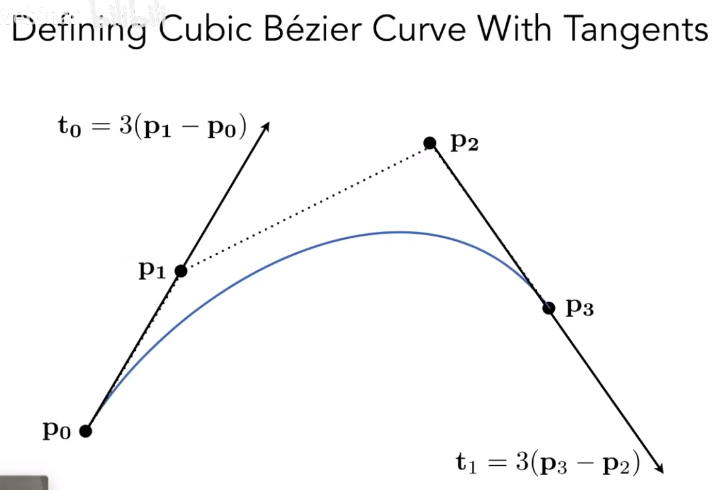 Defining Cubic Bézier Curve With Tangents
t₀ = 3(p₁ − p₀)
p₂
p₁
p₃
p₀
t₁ = 3(p₃ − p₂)